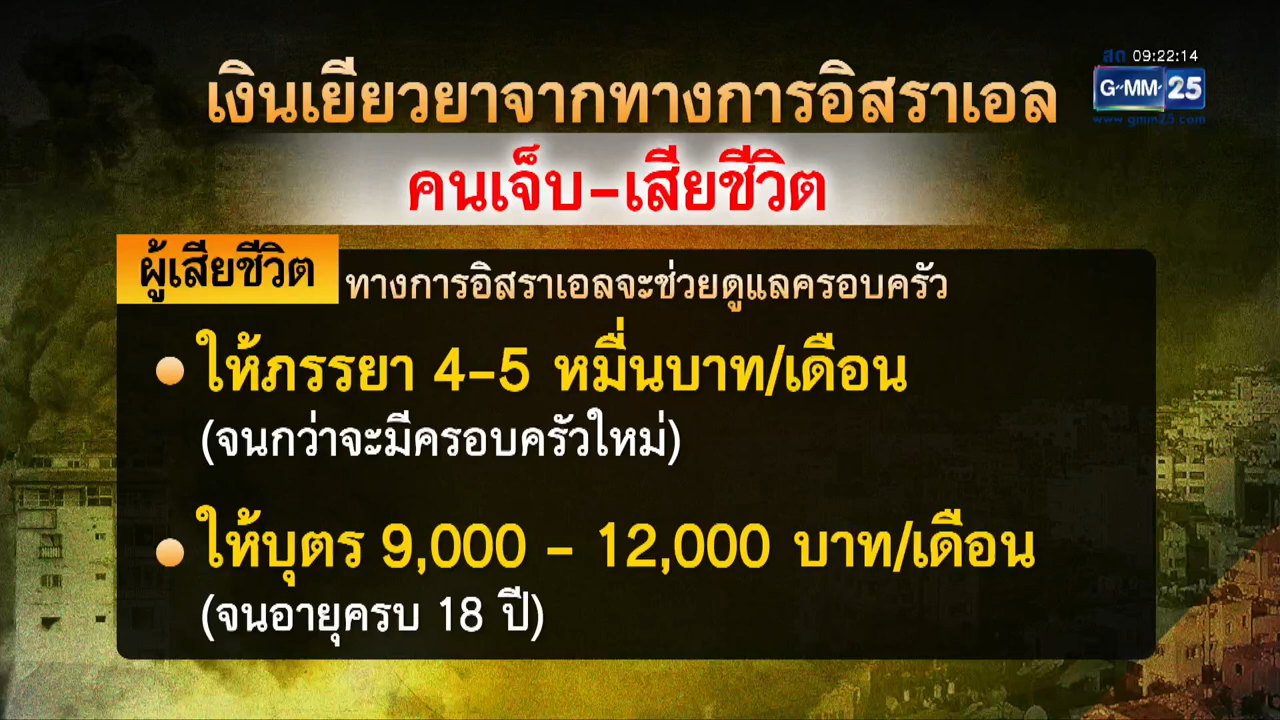 สด 09:22:14
GMM 25
www.gmm25.com
เงินเยียวยาจากทางการอิสราเอล
คนเจ็บ-เสียชีวิต
ผู้เสียชีวิต ทางการอิสราเอลจะช่วยดูแลครอบครัว
ให้ภรรยา 4-5 หมื่นบาท/เดือน
(จนกว่าจะมีครอบครัวใหม่)
ให้บุตร 9,000 - 12,000 บาท/เดือน
(จนอายุครบ 18 ปี)